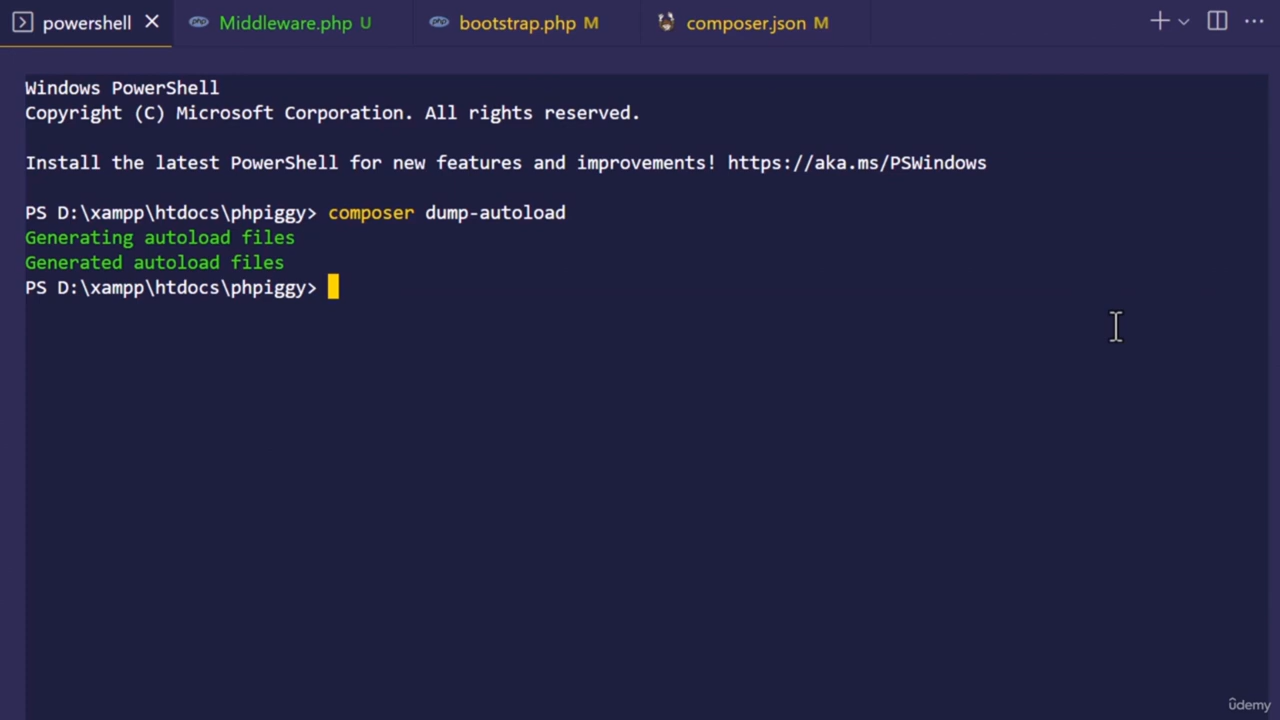 powershell
Middleware.php U
bootstrap.php M
composer.json M
Windows PowerShell
Copyright (C) Microsoft Corporation. All rights reserved.
Install the latest PowerShell for new features and improvements! https://aka.ms/PSWindows
PS D:\xampp\htdocs\phpiggy> composer dump-autoload
Generating autoload files
Generated autoload files
PS D:\xampp\htdocs\phpiggy>
ûdemy